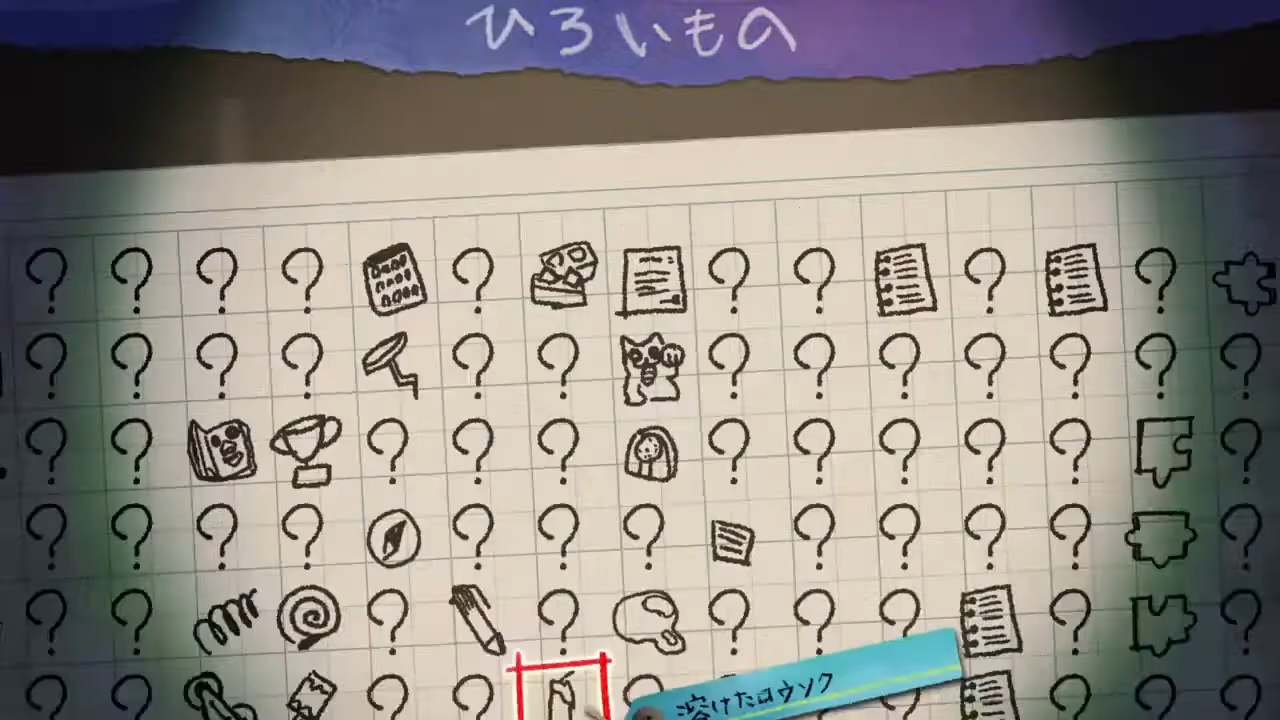 ひろいもの
? ? ? ? ? ? ? ? ?
? ? ? ? ? ? ? ? ? ? ? ? ?
? ? ? ? ? ? ? ? ? ? ?
? ? ? ? ? ? ? ? ? ? ? ?
? ? ? ? ? ? ? ? ?
? ? ? ? ?
溶けたロウソク